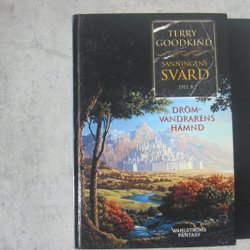 TERRY
GOODKIND
SANNINGENS
SVÄRD
DEL 8
DRÖM-
VANDRARENS
HÄMND
WAHLSTRÖMS
FANTASY